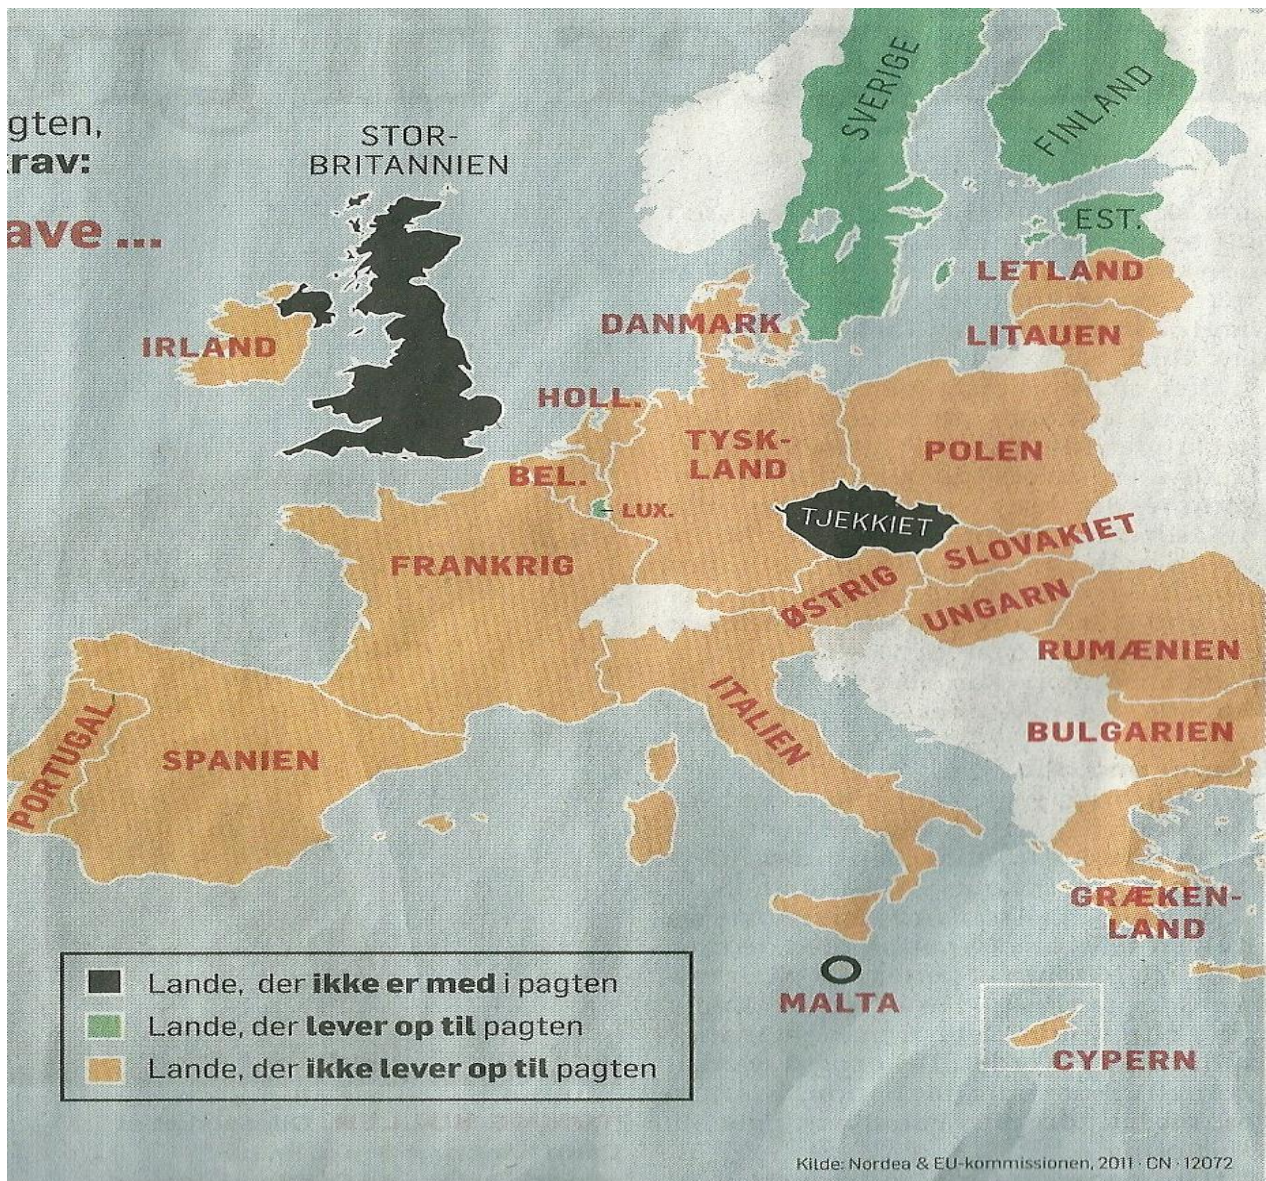 gten,
krav:
ave ...
STOR-
BRITANNIEN
SVERIGE
FINLAND
EST.
LETLAND
LITAUEN
DANMARK
IRLAND
HOLL.
TYSK-
LAND
POLEN
BEL.
LUX.
TJEKKIET
SLOVAKIET
FRANKRIG
ØSTRIG
UNGARN
RUMÆNIEN
ITALIEN
BULGARIEN
PORTUGAL
SPANIEN
GRÆKEN-
LAND
MALTA
CYPERN
Lande, der ikke er med i pagten
Lande, der lever op til pagten
Lande, der ikke lever op til pagten
Kilde: Nordea & EU-kommissionen, 2011 · CN · 12072